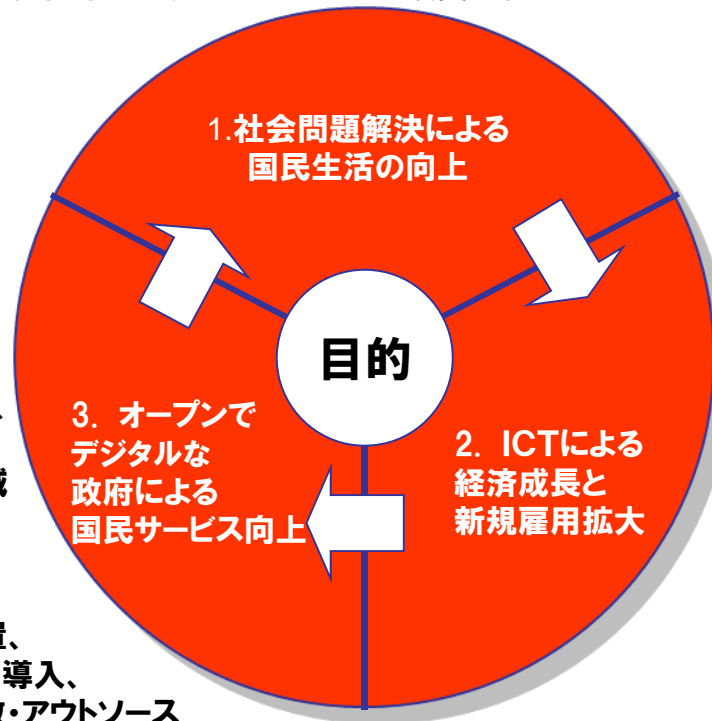 1.社会問題解決による
国民生活の向上
目的
3. オープンで
デジタルな
政府による
国民サービス向上
2. ICTによる
経済成長と
新規雇用拡大
導入、
・アウトソース